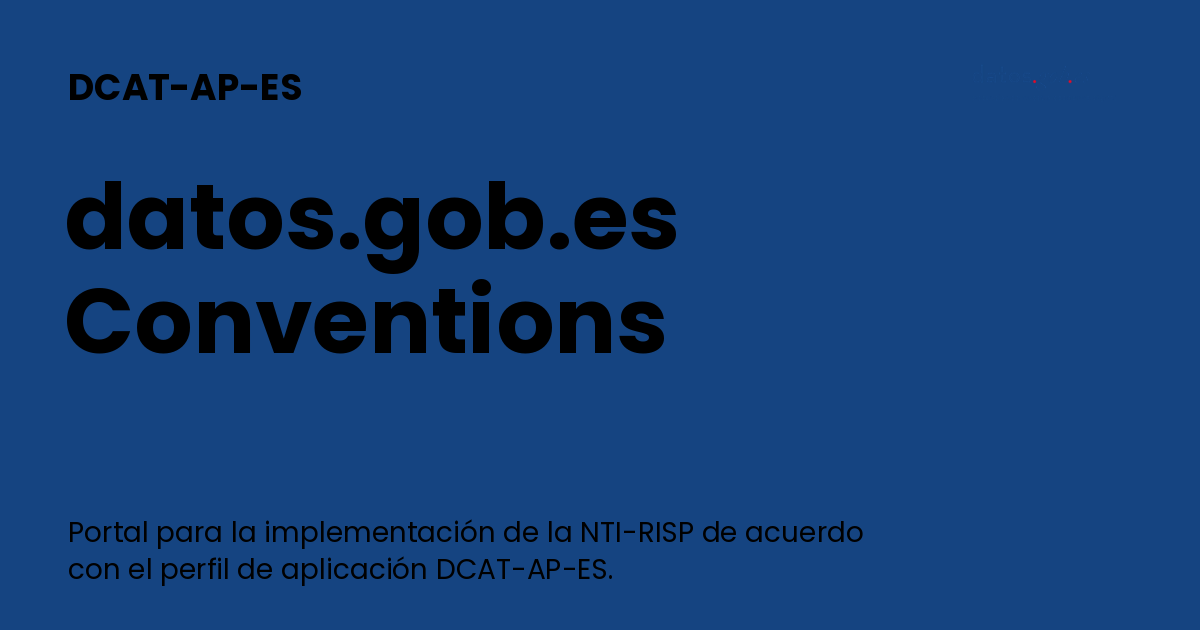 DCAT-AP-ES
datos.gob.es
Conventions
Portal para la implementación de la NTI-RISP de acuerdo
con el perfil de aplicación DCAT-AP-ES.